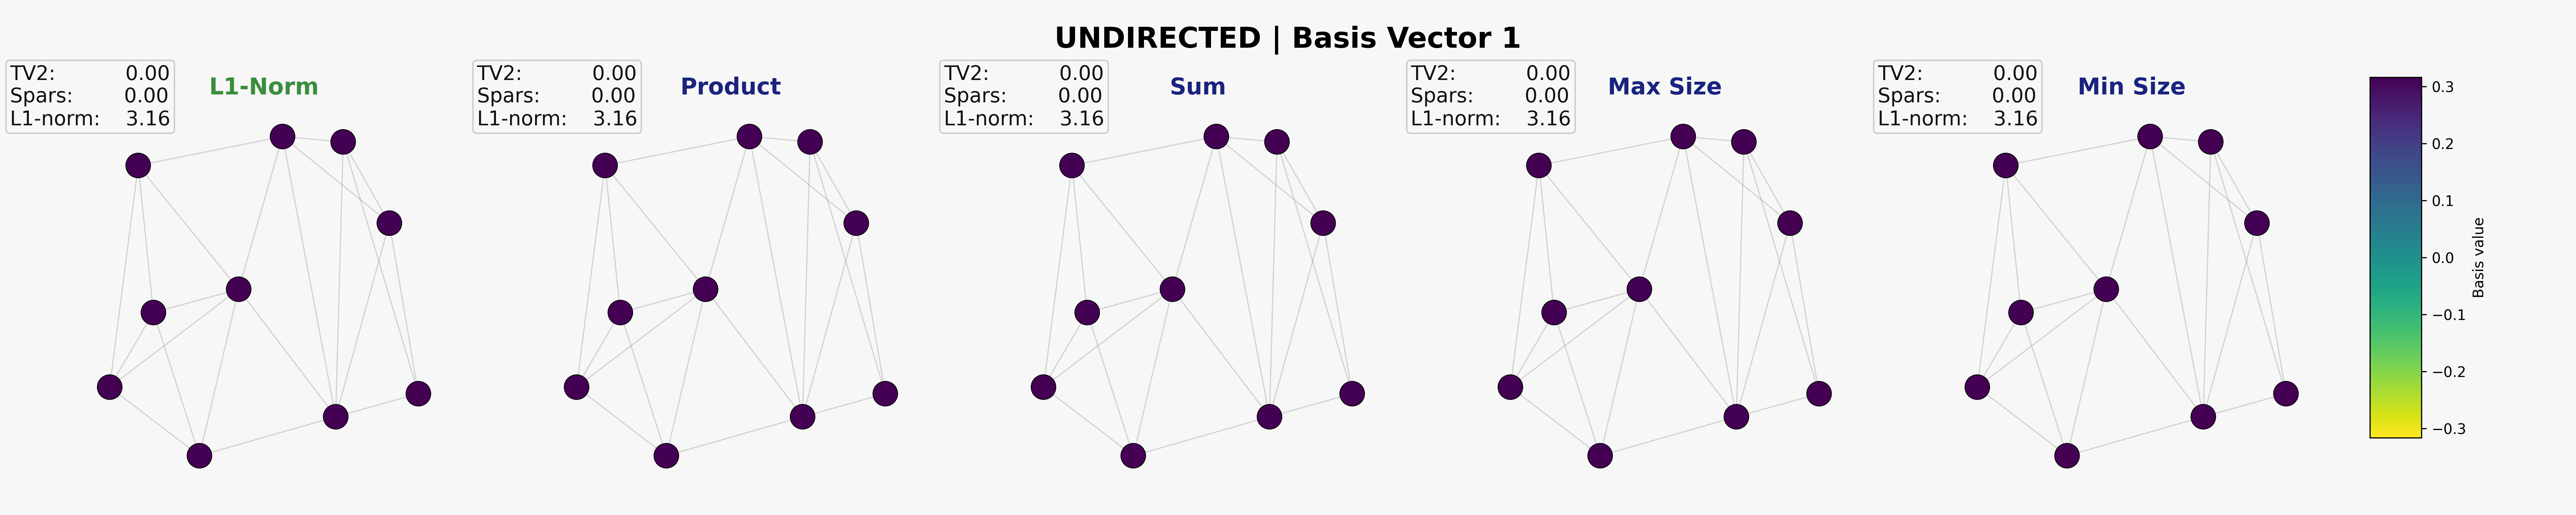 UNDIRECTED | Basis Vector 1
TV2: 0.00
Spars: 0.00
L1-norm: 3.16
L1-Norm
TV2: 0.00
Spars: 0.00
L1-norm: 3.16
Product
TV2: 0.00
Spars: 0.00
L1-norm: 3.16
Sum
TV2: 0.00
Spars: 0.00
L1-norm: 3.16
Max Size
TV2: 0.00
Spars: 0.00
L1-norm: 3.16
Min Size
0.3
0.2
0.1
0.0
−0.1
−0.2
−0.3
Basis value